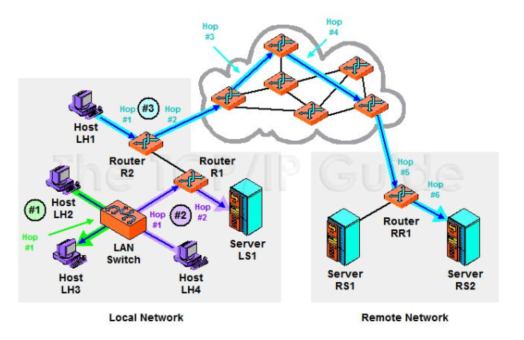 Hop
#3
Hop
#4
Hop
#1
#3
Hop
#2
Host
LH1
Router
R2
Router
R1
The TCP/IP Guide
Hop
#5
Host
LH2
#1
Hop
#1
LAN
Switch
Hop
#1
#2
Hop
#2
Hop
#6
Router
RR1
Server
LS1
Host
LH3
Host
LH4
Server
RS1
Server
RS2
Local Network
Remote Network